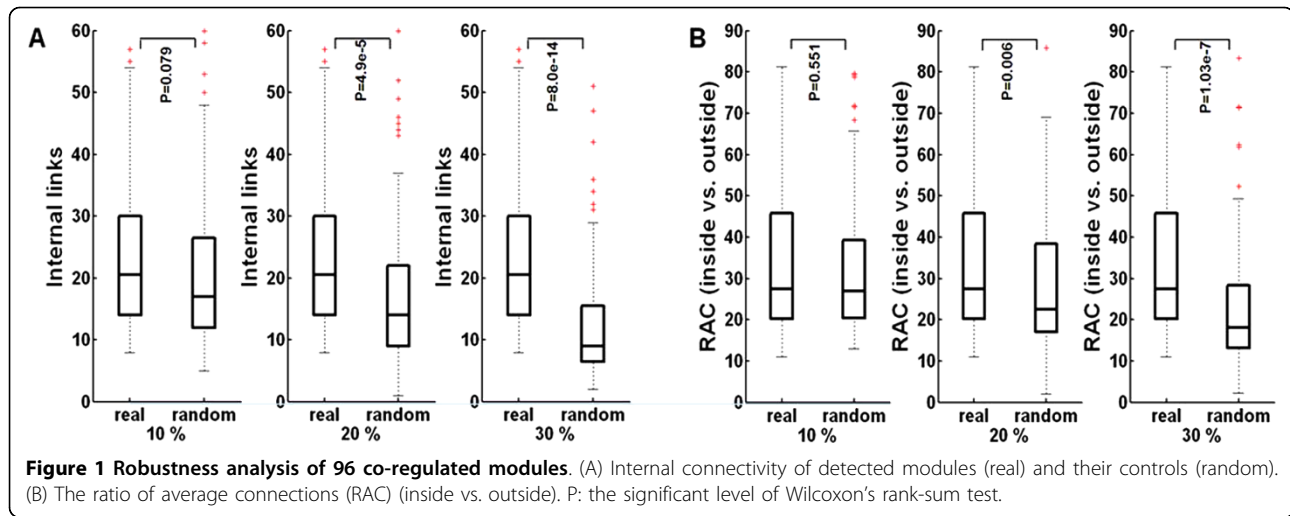 A
Internal links
60
50
40
30
20
10
0
P=0.079
real random
10 %
Internal links
60
50
40
30
20
10
0
P=4.9e-5
real random
20 %
Internal links
60
50
40
30
20
10
0
P=8.0e-14
real random
30 %
B
RAC (inside vs. outside)
90
80
70
60
50
40
30
20
10
0
P=0.551
real random
10 %
RAC (inside vs. outside)
90
80
70
60
50
40
30
20
10
0
P=0.006
real random
20 %
RAC (inside vs outside)
90
80
70
60
50
40
30
20
10
0
P=1.03e-7
real random
30 %
Figure 1 Robustness analysis of 96 co-regulated modules. (A) Internal connectivity of detected modules (real) and their controls (random).
(B) The ratio of average connections (RAC) (inside vs. outside). P: the significant level of Wilcoxon's rank-sum test.